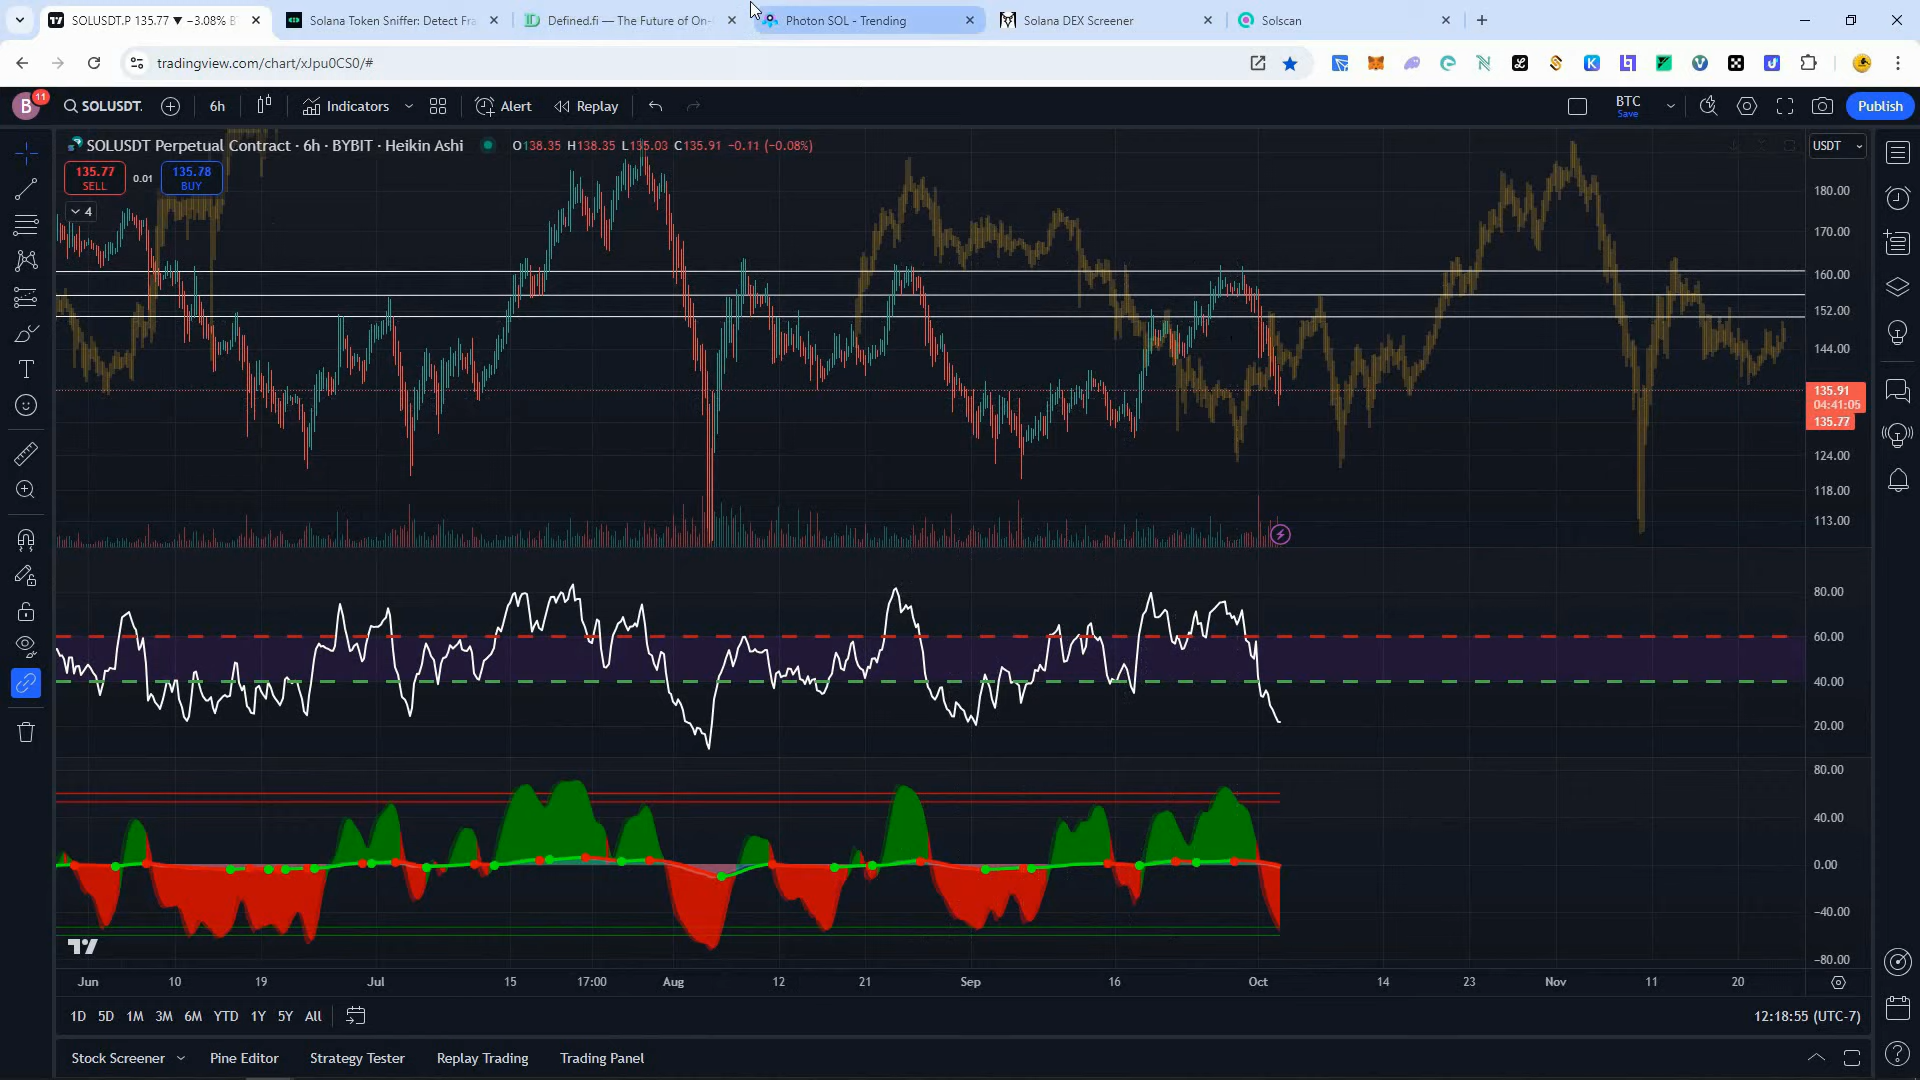 SOLUSDT.P 135.77 ▼ −3.08% B
Solana Token Sniffer: Detect Fra
Defined.fi — The Future of On-
Photon SOL - Trending
Solana DEX Screener
Solscan
tradingview.com/chart/xJpu0CS0/#
B
11
SOLUSDT.
6h
Indicators
Alert
Replay
BTC
Save
Publish
SOLUSDT Perpetual Contract · 6h · BYBIT · Heikin Ashi
O138.35 H138.35 L135.03 C135.91 −0.11 (−0.08%)
USDT
135.77
SELL
0.01
135.78
BUY
4
180.00
170.00
160.00
152.00
144.00
135.91
04:41:05
135.77
124.00
118.00
113.00
80.00
60.00
40.00
20.00
80.00
40.00
0.00
−40.00
−80.00
Jun
10
19
Jul
15
17:00
Aug
12
21
Sep
16
Oct
14
23
Nov
11
20
1D
5D
1M
3M
6M
YTD
1Y
5Y
All
12:18:55 (UTC-7)
Stock Screener
Pine Editor
Strategy Tester
Replay Trading
Trading Panel